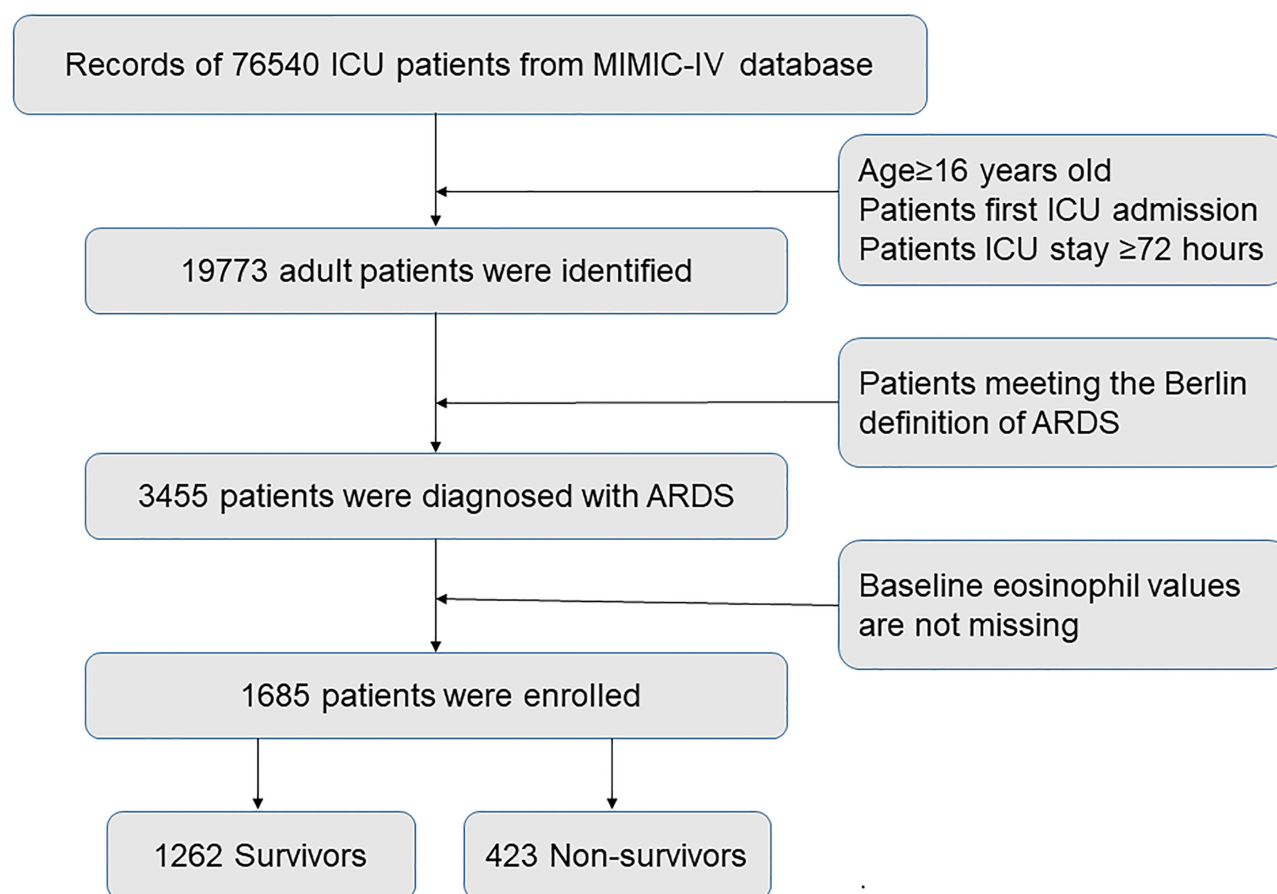 Records of 76540 ICU patients from MIMIC-IV database
Age≥16 years old
Patients first ICU admission
Patients ICU stay ≥72 hours
19773 adult patients were identified
Patients meeting the Berlin
definition of ARDS
3455 patients were diagnosed with ARDS
Baseline eosinophil values
are not missing
1685 patients were enrolled
1262 Survivors
423 Non-survivors
.